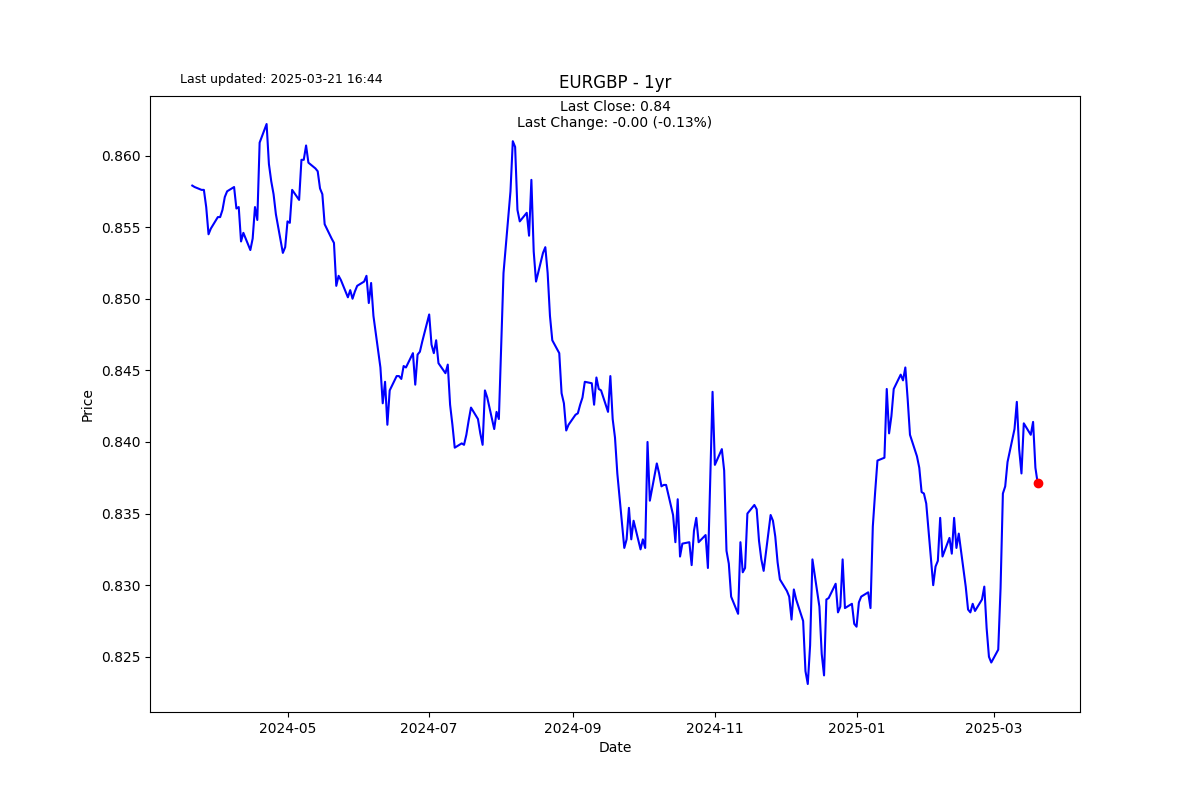 Last updated: 2025-03-21 16:44
EURGBP - 1yr
Last Close: 0.84
Last Change: -0.00 (-0.13%)
0.860
0.855
0.850
0.845
0.840
0.835
0.830
0.825
Price
2024-05 2024-07 2024-09 2024-11 2025-01 2025-03
Date